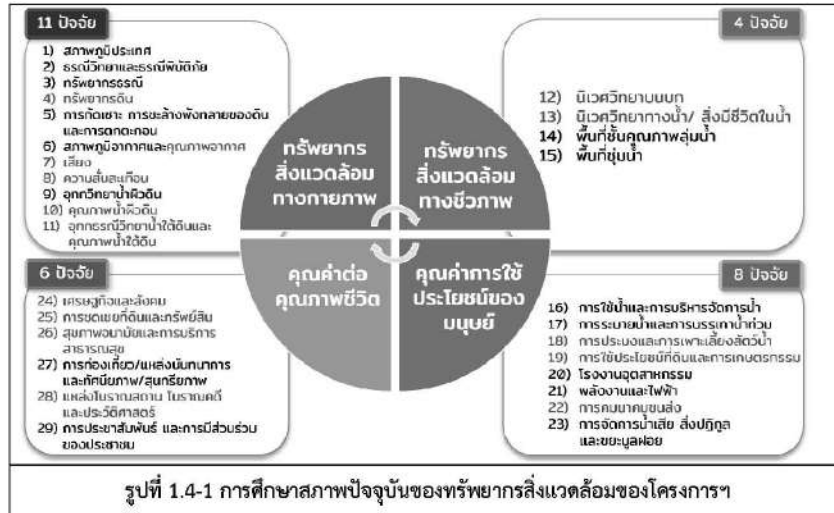 11 ปัจจัย
1) สภาพภูมิประเทศ
2) ธรณีวิทยาและธรณีพิบัติภัย
3) ทรัพยากรธรณี
4) ทรัพยากรดิน
5) การกัดเซาะ การชะล้างพังทลายของดิน
และการตกตะกอน
6) สภาพภูมิอากาศและคุณภาพอากาศ
7) เสียง
8) ความสั่นสะเทือน
9) อุทกวิทยาน้ำผิวดิน
10) คุณภาพน้ำผิวดิน
11) อุทกธรณีวิทยาน้ำใต้ดินและ
คุณภาพน้ำใต้ดิน
ทรัพยากร
สิ่งแวดล้อม
ทางกายภาพ
ทรัพยากร
สิ่งแวดล้อม
ทางชีวภาพ
4 ปัจจัย
12) นิเวศวิทยาบนบก
13) นิเวศวิทยาทางน้ำ/ สิ่งมีชีวิตในน้ำ
14) พื้นที่ชั้นคุณภาพลุ่มน้ำ
15) พื้นที่ชุ่มน้ำ
6 ปัจจัย
24) เศรษฐกิจและสังคม
25) การชดเชยที่ดินและทรัพย์สิน
26) สุขภาพอนามัยและการบริการ
สาธารณสุข
27) การท่องเที่ยว/แหล่งนันทนาการ
และทัศนียภาพ/สุนทรียภาพ
28) แหล่งโบราณสถาน โบราณคดี
และประวัติศาสตร์
29) การประชาสัมพันธ์ และการมีส่วนร่วม
ของประชาชน
คุณค่าต่อ
คุณภาพชีวิต
คุณค่าการใช้
ประโยชน์ของ
มนุษย์
8 ปัจจัย
16) การใช้น้ำและการบริหารจัดการน้ำ
17) การระบายน้ำและการบรรเทาน้ำท่วม
18) การประมงและการเพาะเลี้ยงสัตว์น้ำ
19) การใช้ประโยชน์ที่ดินและการเกษตรกรรม
20) โรงงานอุตสาหกรรม
21) พลังงานและไฟฟ้า
22) การคมนาคมขนส่ง
23) การจัดการน้ำเสีย สิ่งปฏิกูล
และขยะมูลฝอย
รูปที่ 1.4-1 การศึกษาสภาพปัจจุบันของทรัพยากรสิ่งแวดล้อมของโครงการฯ